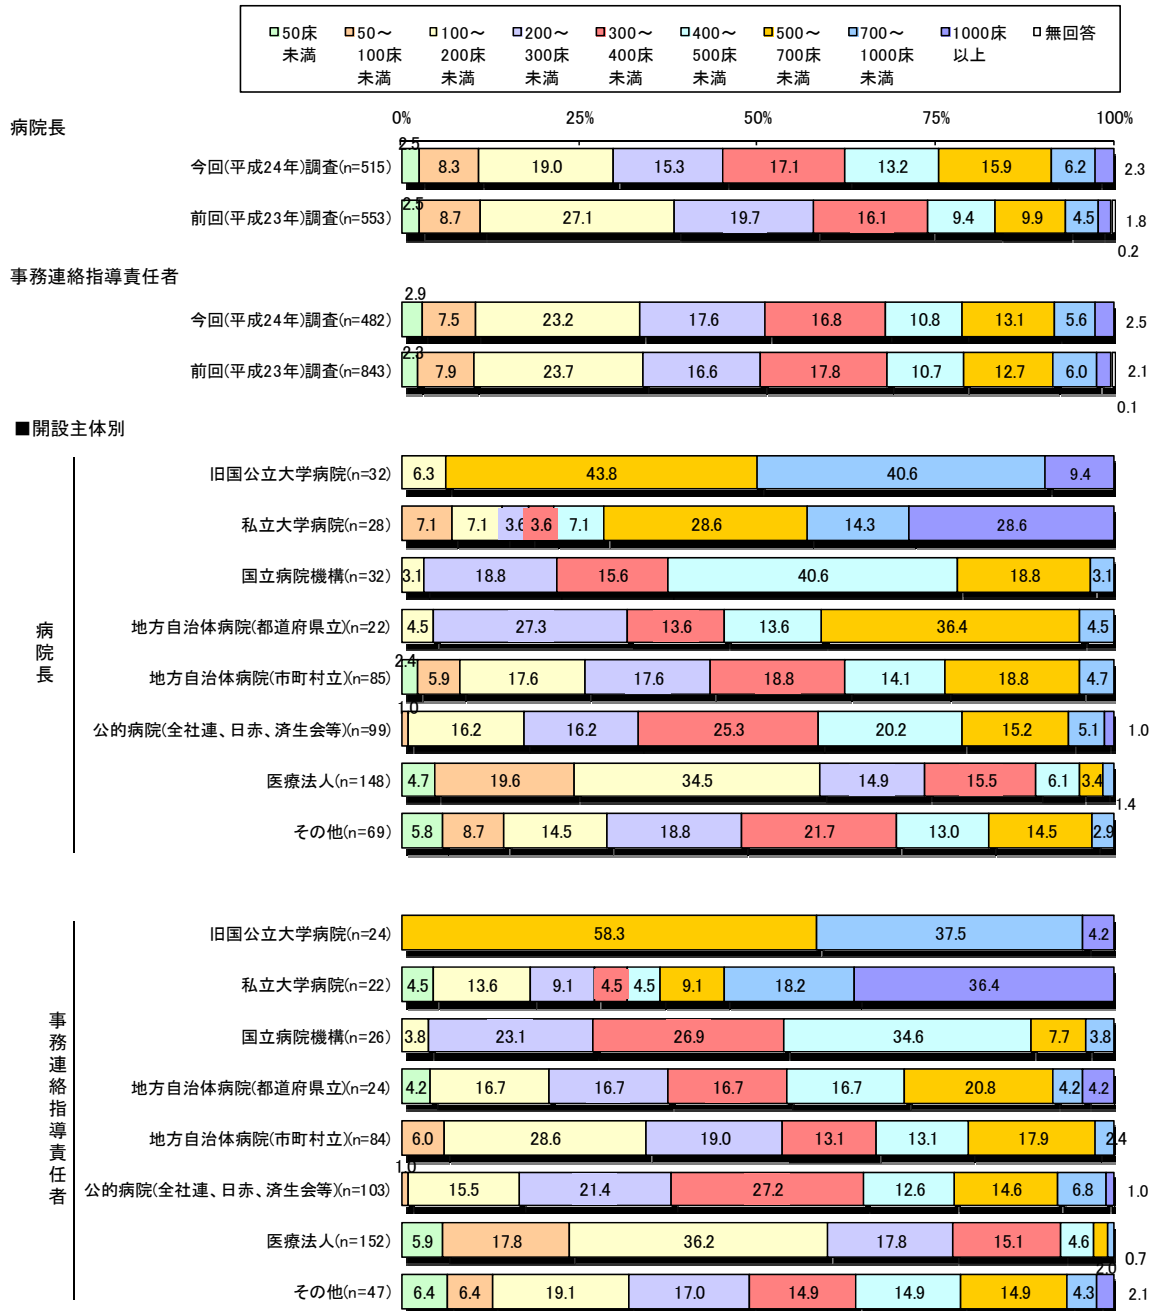 50床未満 50～100床未満 100～200床未満 200～300床未満 300～400床未満 400～500床未満 500～700床未満 700～1000床未満 1000床以上 無回答
0% 25% 50% 75% 100%
病院長
今回(平成24年)調査(n=515) 2.5 8.3 19.0 15.3 17.1 13.2 15.9 6.2 2.3
前回(平成23年)調査(n=553) 2.5 8.7 27.1 19.7 16.1 9.4 9.9 4.5 1.8
0.2
事務連絡指導責任者
今回(平成24年)調査(n=482) 2.9 7.5 23.2 17.6 16.8 10.8 13.1 5.6 2.5
前回(平成23年)調査(n=843) 2.3 7.9 23.7 16.6 17.8 10.7 12.7 6.0 2.1
0.1
■開設主体別
病院長
旧国公立大学病院(n=32) 6.3 43.8 40.6 9.4
私立大学病院(n=28) 7.1 7.1 3.6 3.6 7.1 28.6 14.3 28.6
国立病院機構(n=32) 3.1 18.8 15.6 40.6 18.8 3.1
地方自治体病院(都道府県立)(n=22) 4.5 27.3 13.6 13.6 36.4 4.5
地方自治体病院(市町村立)(n=85) 2.4 5.9 17.6 17.6 18.8 14.1 18.8 4.7
公的病院(全社連、日赤、済生会等)(n=99) 1.0 16.2 16.2 25.3 20.2 15.2 5.1 1.0
医療法人(n=148) 4.7 19.6 34.5 14.9 15.5 6.1 3.4 1.4
その他(n=69) 5.8 8.7 14.5 18.8 21.7 13.0 14.5 2.9
事務連絡指導責任者
旧国公立大学病院(n=24) 58.3 37.5 4.2
私立大学病院(n=22) 4.5 13.6 9.1 4.5 4.5 9.1 18.2 36.4
国立病院機構(n=26) 3.8 23.1 26.9 34.6 7.7 3.8
地方自治体病院(都道府県立)(n=24) 4.2 16.7 16.7 16.7 16.7 20.8 4.2 4.2
地方自治体病院(市町村立)(n=84) 6.0 28.6 19.0 13.1 13.1 17.9 2.4
公的病院(全社連、日赤、済生会等)(n=103) 1.0 15.5 21.4 27.2 12.6 14.6 6.8 1.0
医療法人(n=152) 5.9 17.8 36.2 17.8 15.1 4.6 2.0 0.7
その他(n=47) 6.4 6.4 19.1 17.0 14.9 14.9 14.9 4.3 2.1